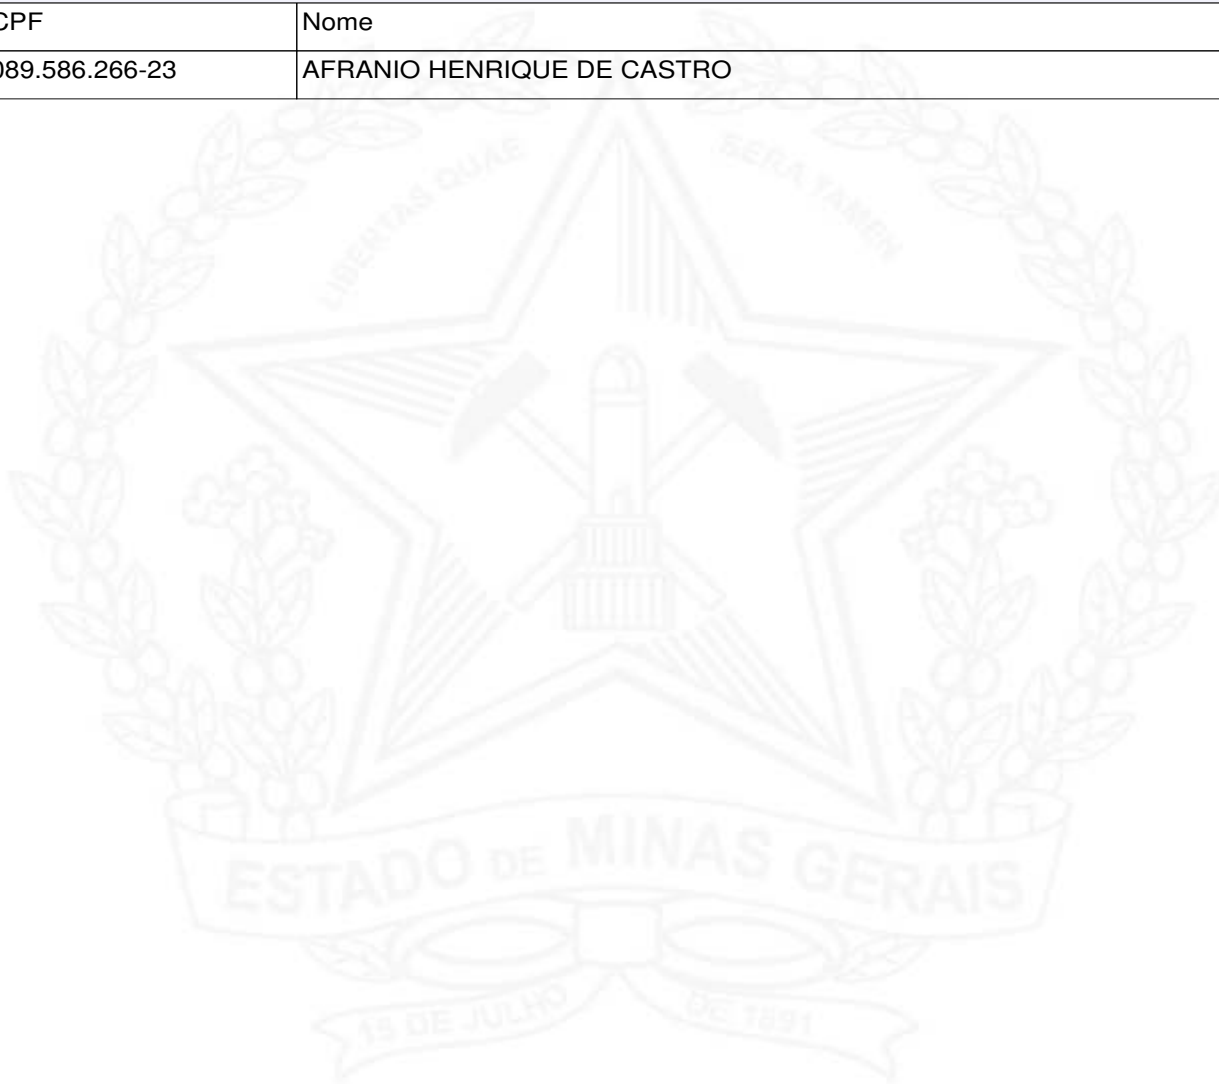 CPF Nome
089.586.266-23 AFRANIO HENRIQUE DE CASTRO
LIBERTAS QUAE SERA TAMEN
ESTADO DE MINAS GERAIS
15 DE JULHO DE 1891